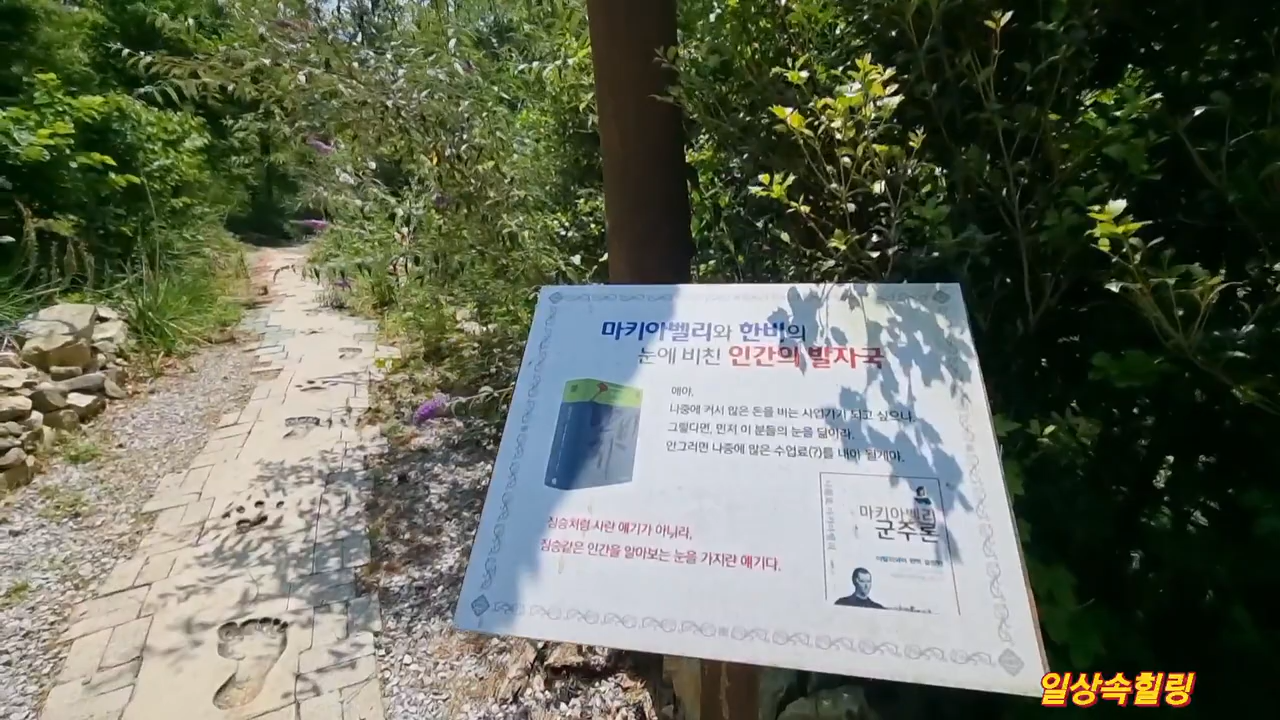 마키아벨리와 한비의
눈에 비친 인간의 발자국
얘야,
나중에 커서 많은 돈을 버는 사업가기 되고 싶으냐
그렇다면, 먼저 이 분들의 눈을 닮아라.
안그러면 나중에 많은 수업료(?)를 내야 될게야.
짐승처럼 사란 얘기가 아니라,
짐승같은 인간을 알아보는 눈을 가지란 얘기다.
마키아벨리
군주론
일상속힐링